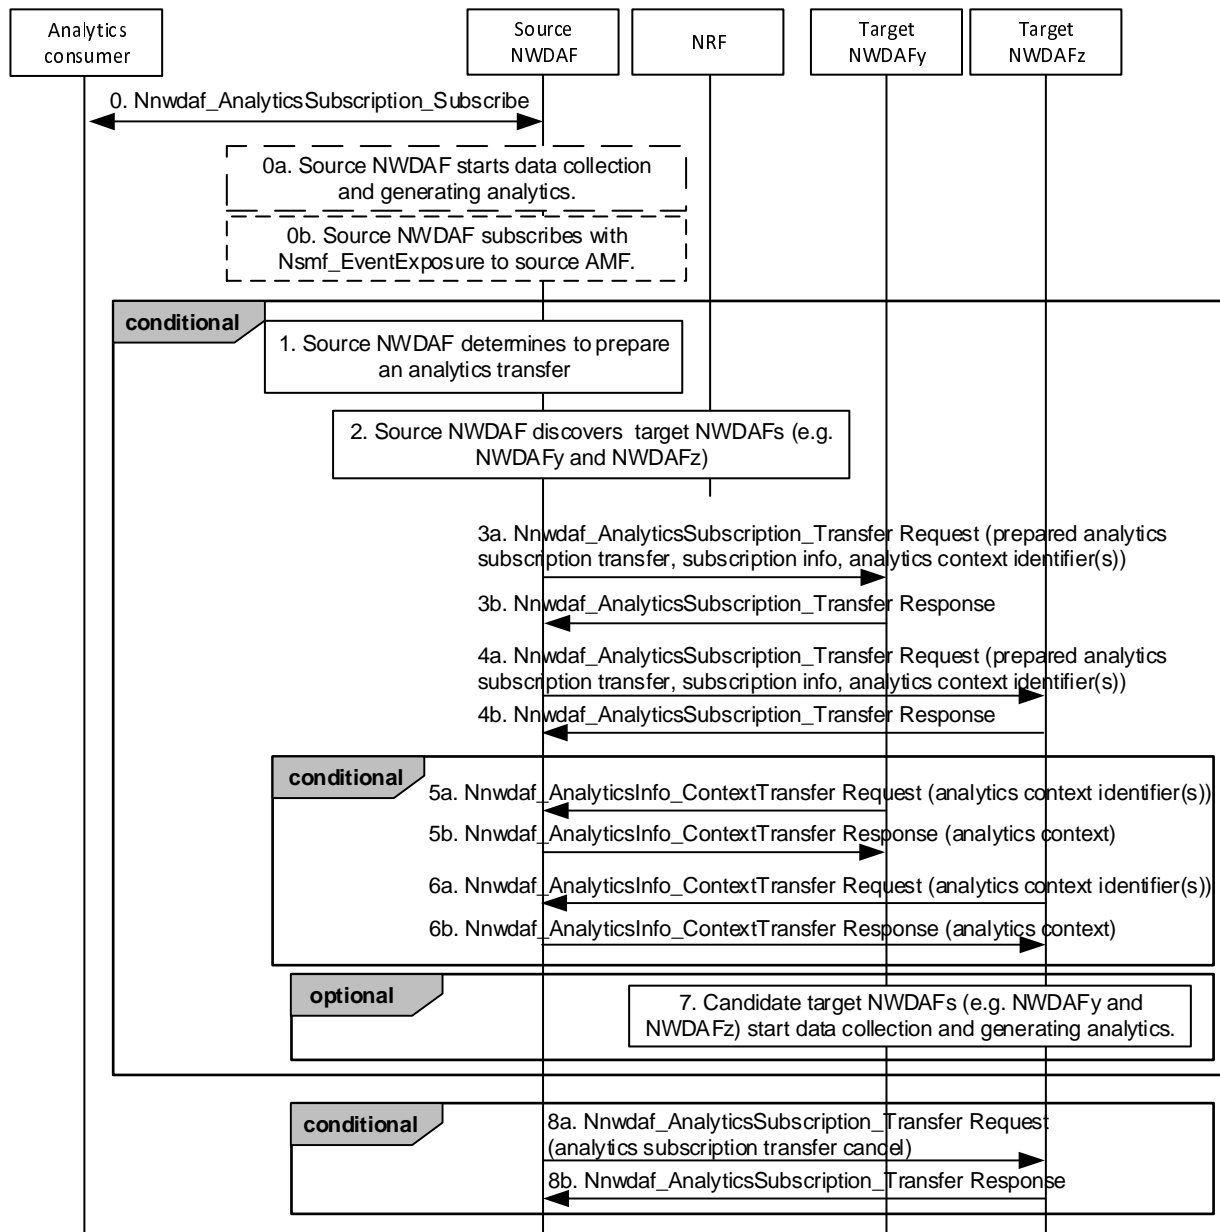 Analytics
consumer
Source
NWDAF
NRF
Target
NWDAFy
Target
NWDAFz
0. Nnwdaf_AnalyticsSubscription_Subscribe
0a. Source NWDAF starts data collection
and generating analytics.
0b. Source NWDAF subscribes with
Nsmf_EventExposure to source AMF.
conditional
1. Source NWDAF determines to prepare
an analytics transfer
2. Source NWDAF discovers target NWDAFs (e.g.
NWDAFy and NWDAFz)
3a. Nnwdaf_AnalyticsSubscription_Transfer Request (prepared analytics
subscription transfer, subscription info, analytics context identifier(s))
3b. Nnwdaf_AnalyticsSubscription_Transfer Response
4a. Nnwdaf_AnalyticsSubscription_Transfer Request (prepared analytics
subscription transfer, subscription info, analytics context identifier(s))
4b. Nnwdaf_AnalyticsSubscription_Transfer Response
conditional
5a. Nnwdaf_AnalyticsInfo_ContextTransfer Request (analytics context identifier(s))
5b. Nnwdaf_AnalyticsInfo_ContextTransfer Response (analytics context)
6a. Nnwdaf_AnalyticsInfo_ContextTransfer Request (analytics context identifier(s))
6b. Nnwdaf_AnalyticsInfo_ContextTransfer Response (analytics context)
optional
7. Candidate target NWDAFs (e.g. NWDAFy and
NWDAFz) start data collection and generating analytics.
conditional
8a. Nnwdaf_AnalyticsSubscription_Transfer Request
(analytics subscription transfer cancel)
8b. Nnwdaf_AnalyticsSubscription_Transfer Response